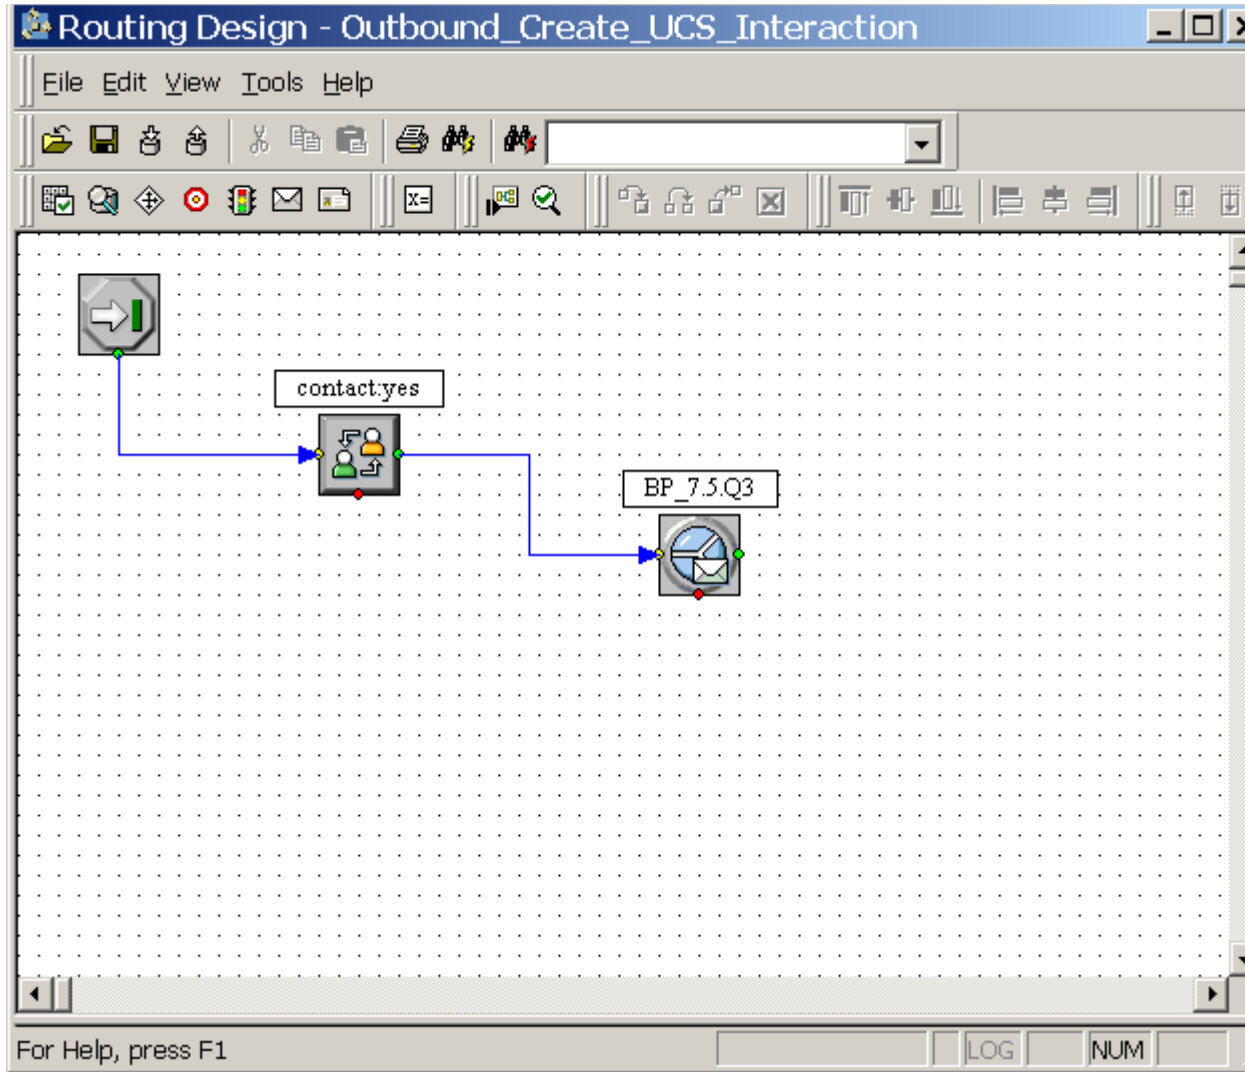 Routing Design - Outbound_Create_UCS_Interaction
File Edit View Tools Help
x=
contact:yes
BP_7.5.Q3
For Help, press F1
LOG
NUM